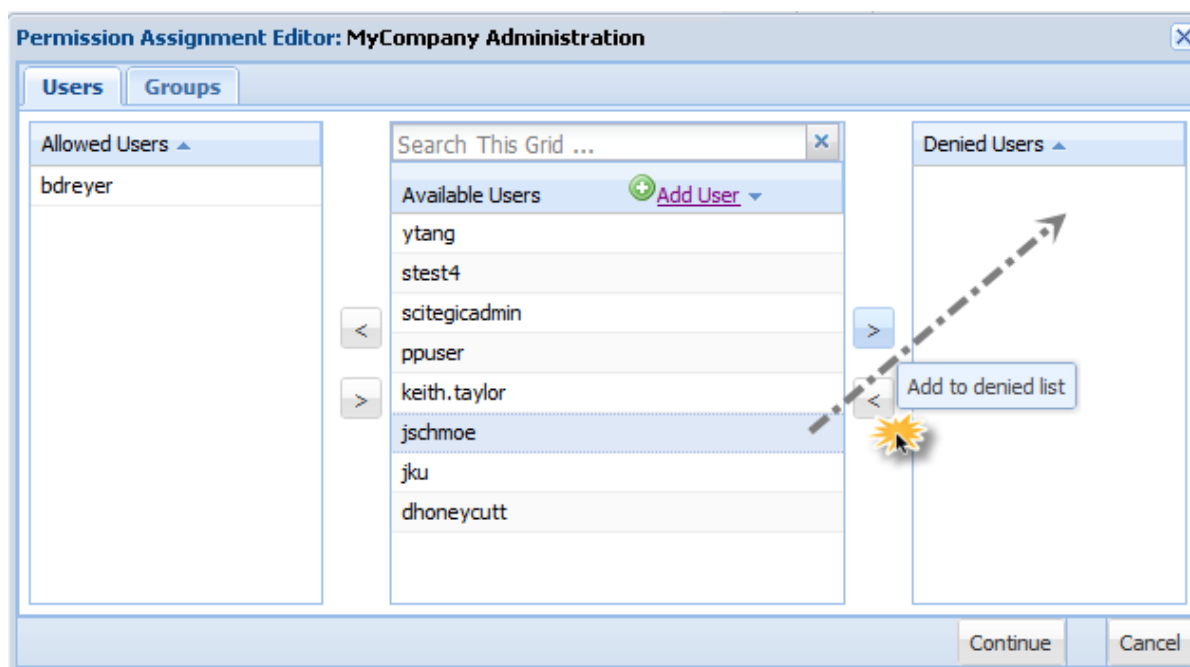 Permission Assignment Editor: MyCompany Administration
Users
Groups
Allowed Users
bdreyer
Search This Grid ...
Available Users
Add User
ytang
stest4
scitegicadmin
ppuser
keith.taylor
jschmoe
jku
dhoneycutt
<
>
>
<
Add to denied list
Denied Users
Continue
Cancel